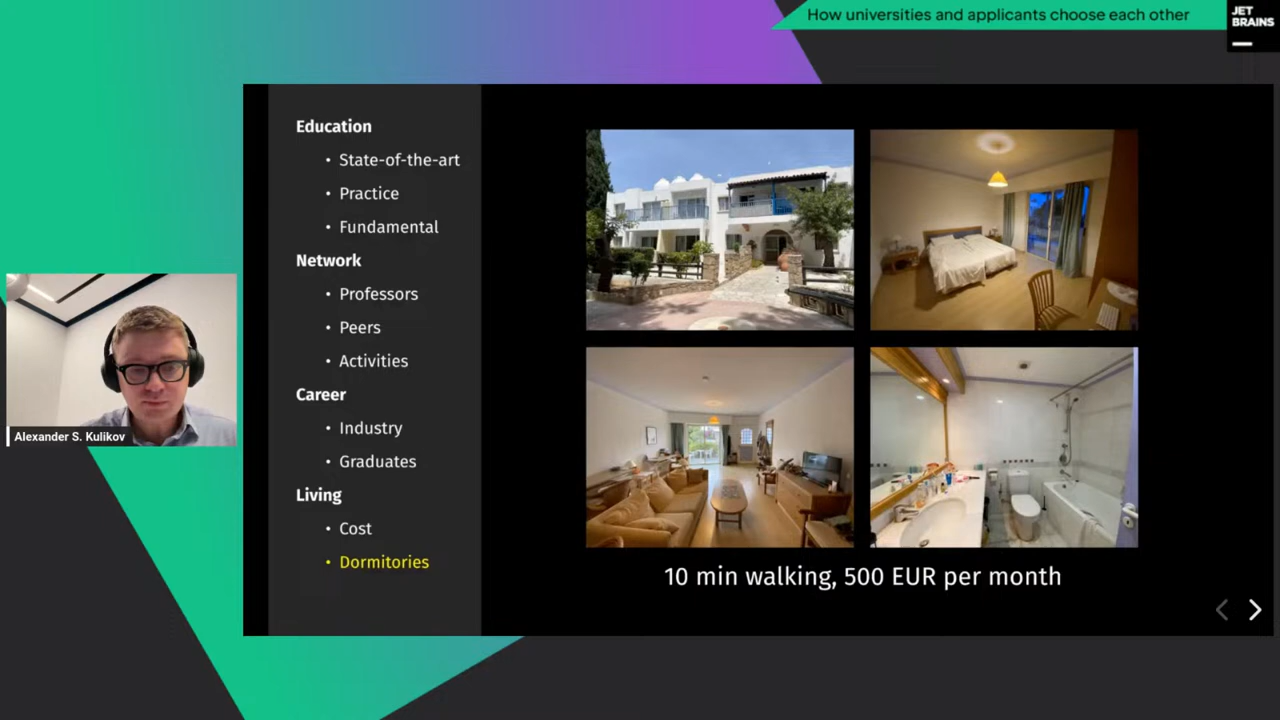 How universities and applicants choose each other
JET
BRAINS
Education
• State-of-the-art
• Practice
• Fundamental
Network
• Professors
• Peers
• Activities
Career
• Industry
• Graduates
Living
• Cost
• Dormitories
10 min walking, 500 EUR per month
Alexander S. Kulikov